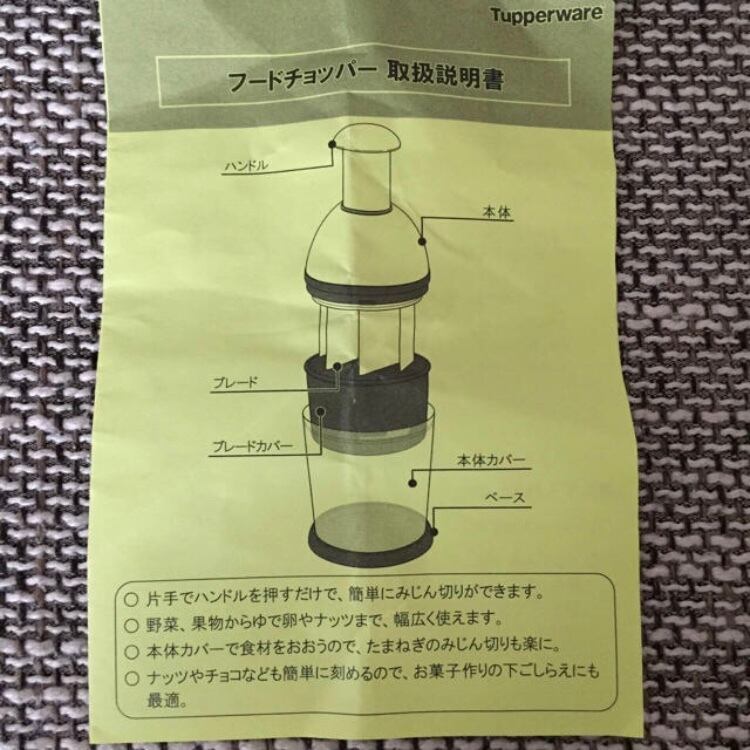 Tupperware
フードチョッパー 取扱説明書
ハンドル
本体
ブレード
ブレードカバー
本体カバー
ベース
○ 片手でハンドルを押すだけで、簡単にみじん切りができます。
○ 野菜、果物からゆで卵やナッツまで、幅広く使えます。
○ 本体カバーで食材をおおうので、たまねぎのみじん切りも楽に。
○ ナッツやチョコなども簡単に刻めるので、お菓子作りの下ごしらえにも
最適。